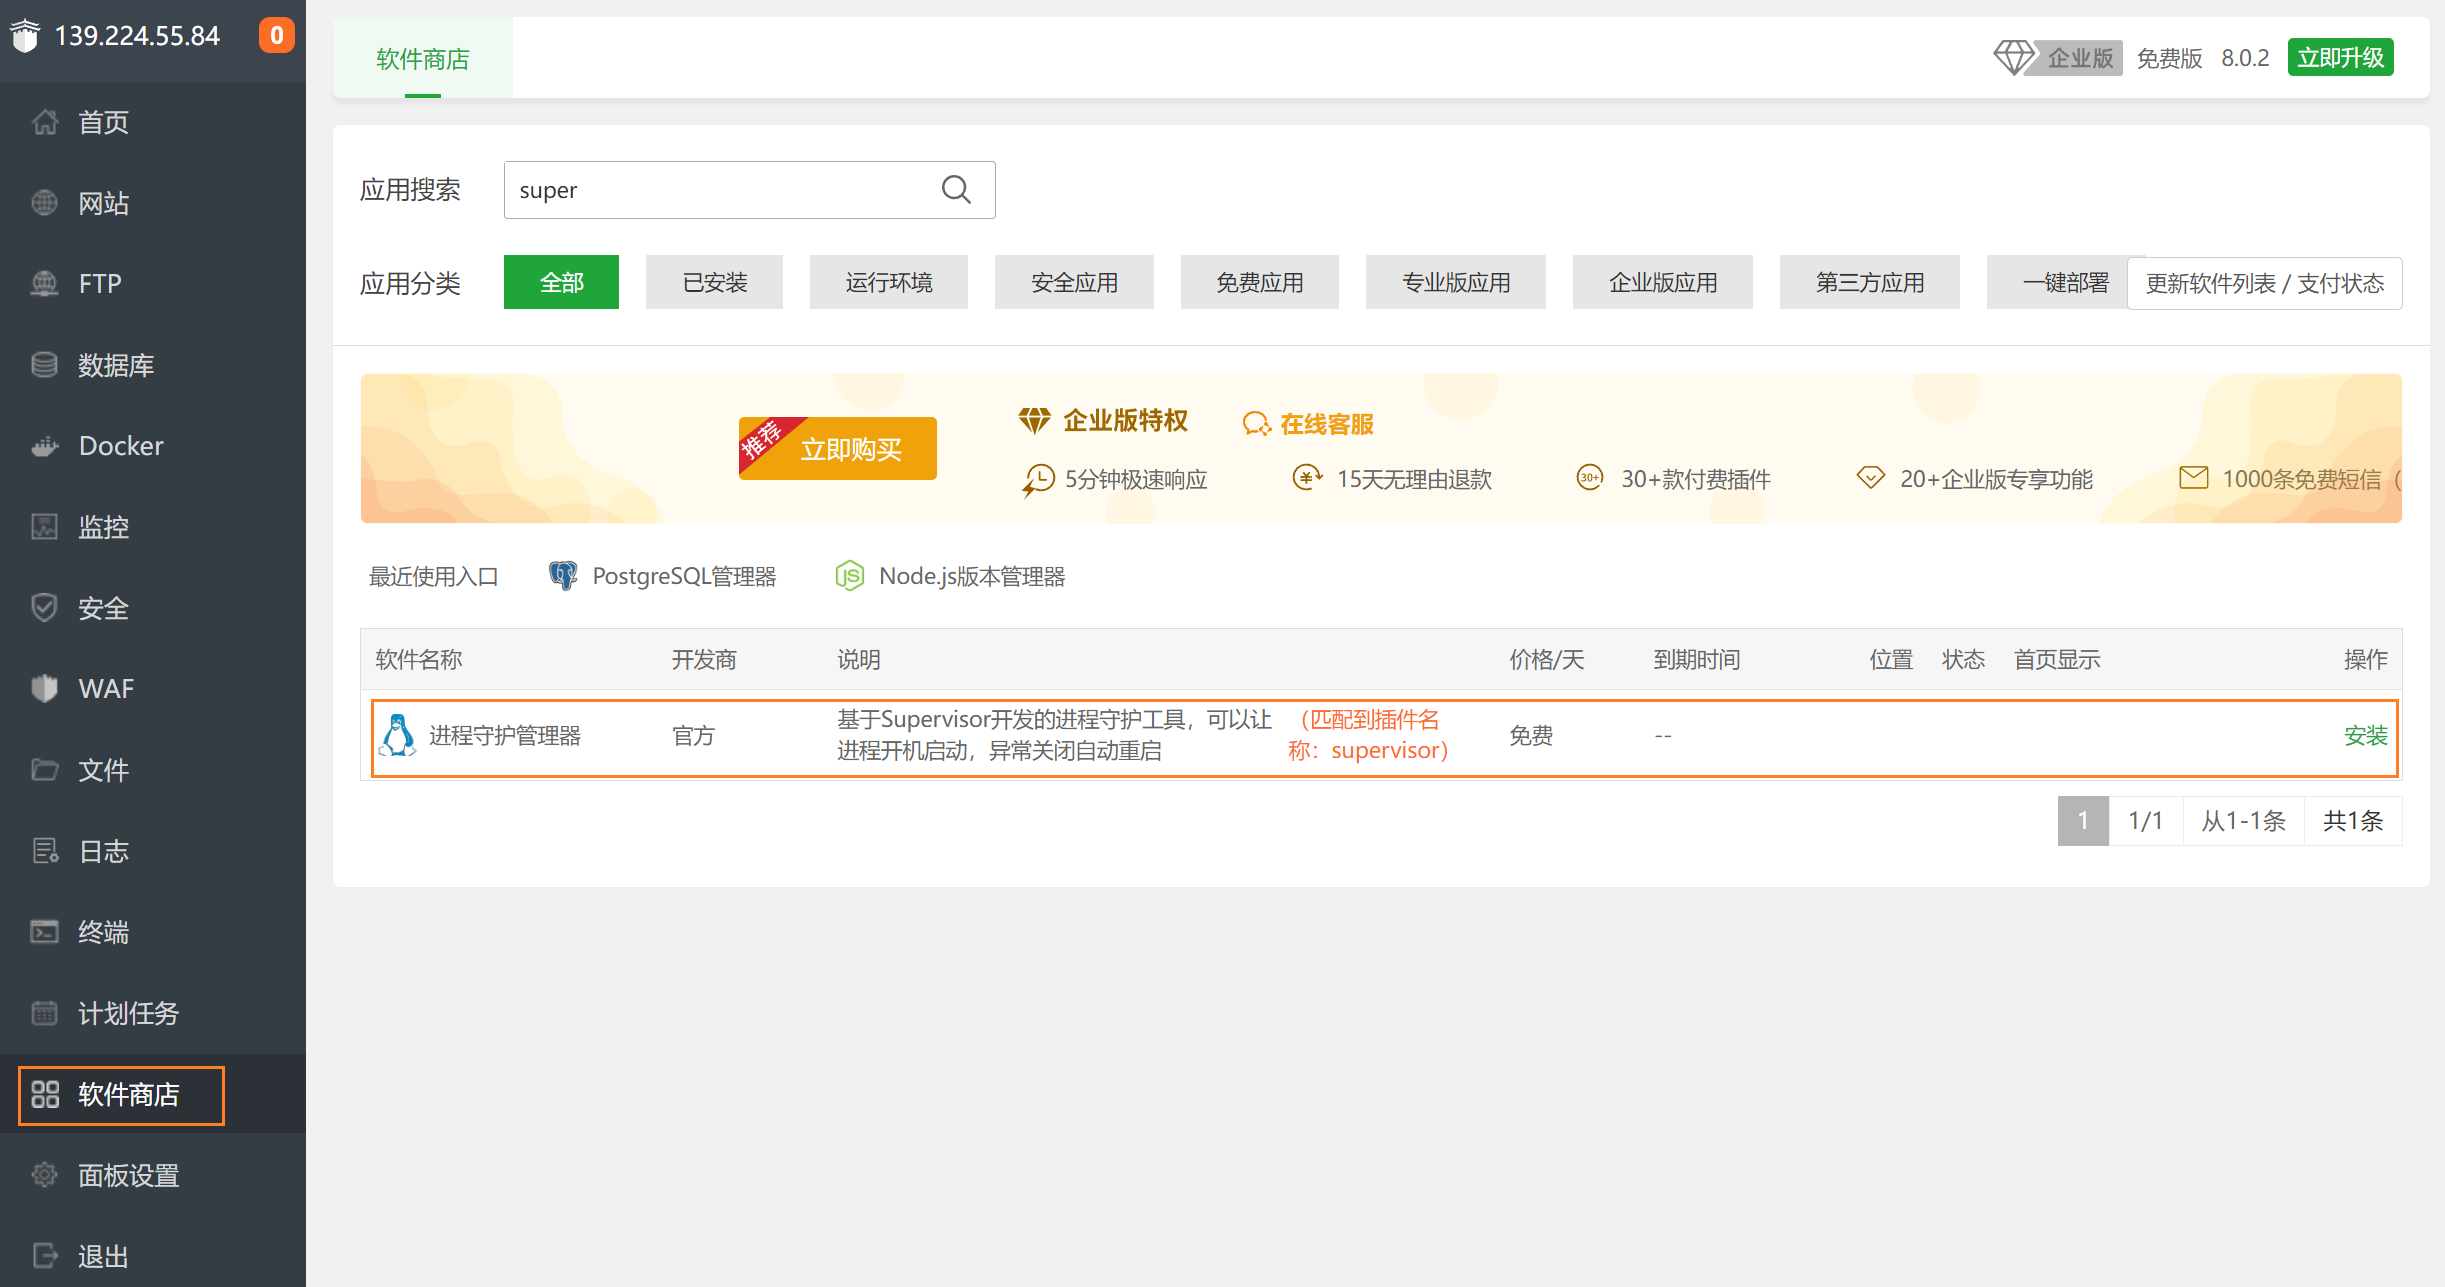 139.224.55.84 0
首页
网站
FTP
数据库
Docker
监控
安全
WAF
文件
日志
终端
计划任务
软件商店
面板设置
退出
软件商店
企业版 免费版 8.0.2 立即升级
应用搜索 super
应用分类 全部 已安装 运行环境 安全应用 免费应用 专业版应用 企业版应用 第三方应用 一键部署 更新软件列表 / 支付状态
推荐 立即购买
企业版特权 在线客服
5分钟极速响应 15天无理由退款 30+ 30+款付费插件 20+企业版专享功能 1000条免费短信（
最近使用入口 PostgreSQL管理器 JS Node.js版本管理器
软件名称 开发商 说明 价格/天 到期时间 位置 状态 首页显示 操作
进程守护管理器 官方 基于Supervisor开发的进程守护工具，可以让进程开机启动，异常关闭自动重启 （匹配到插件名称：supervisor） 免费 -- 安装
1 1/1 从1-1条 共1条